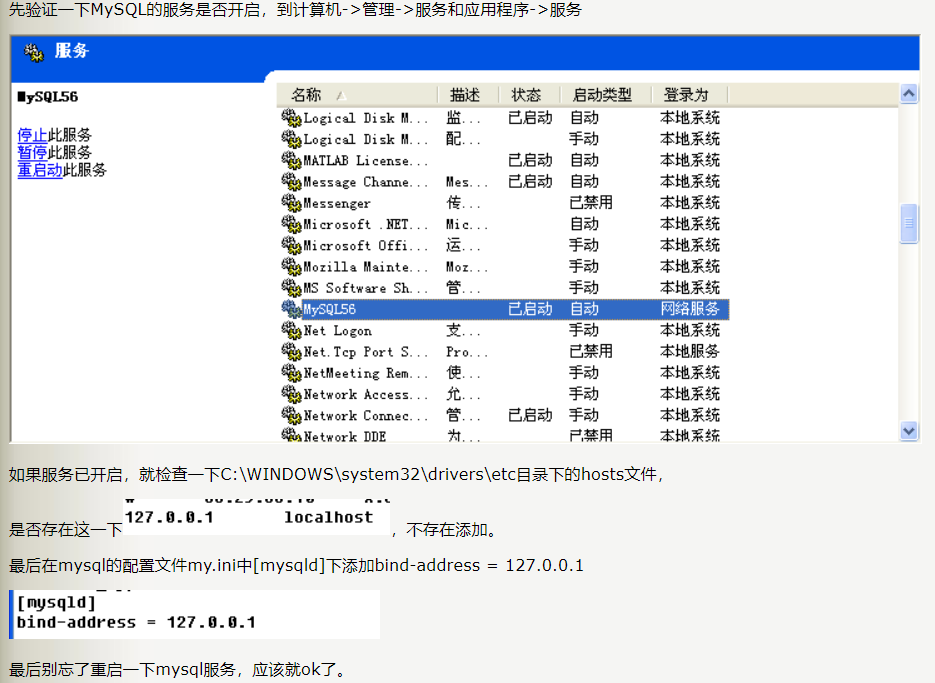 先验证一下MySQL的服务是否开启，到计算机->管理->服务和应用程序->服务
服务
MySQL56
停止此服务
暂停此服务
重启动此服务
名称 描述 状态 启动类型 登录为
Logical Disk M... 监... 已启动 自动 本地系统
Logical Disk M... 配... 手动 本地系统
MATLAB License... 已启动 自动 本地系统
Message Channe... Mes... 已启动 自动 本地系统
Messenger 传... 已禁用 本地系统
Microsoft .NET... Mic... 自动 本地系统
Microsoft Offi... 运... 手动 本地系统
Mozilla Mainte... Moz... 手动 本地系统
MS Software Sh... 管... 手动 本地系统
MySQL56 已启动 自动 网络服务
Net Logon 支... 手动 本地系统
Net.Tcp Port S... Pro... 已禁用 本地服务
NetMeeting Rem... 使... 手动 本地系统
Network Access... 允... 手动 本地系统
Network Connec... 管... 已启动 手动 本地系统
Network DDE 为... 已禁用 本地系统
如果服务已开启，就检查一下C:\WINDOWS\system32\drivers\etc目录下的hosts文件，
是否存在这一下 127.0.0.1 localhost ，不存在添加。
最后在mysql的配置文件my.ini中[mysqld]下添加bind-address = 127.0.0.1
[mysqld]
bind-address = 127.0.0.1
最后别忘了重启一下mysql服务，应该就ok了。